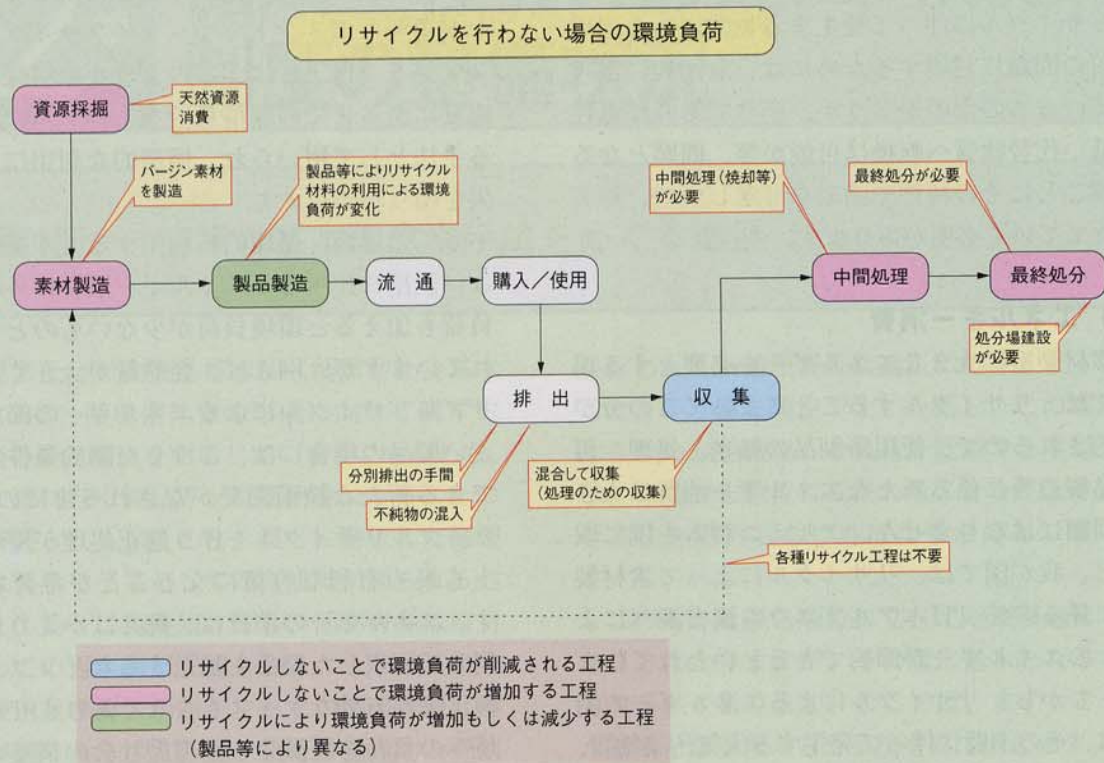 リサイクルを行わない場合の環境負荷
資源採掘
天然資源
消費
バージン素材
を製造
製品等によりリサイクル
材料の利用による環境
負荷が変化
中間処理(焼却等)
が必要
最終処分が必要
素材製造
製品製造
流　通
購入/使用
中間処理
最終処分
処分場建設
が必要
排　出
収　集
分別排出の手間
不純物の混入
混合して収集
(処理のための収集)
各種リサイクル工程は不要
リサイクルしないことで環境負荷が削減される工程
リサイクルしないことで環境負荷が増加する工程
リサイクルにより環境負荷が増加もしくは減少する工程
(製品等により異なる)